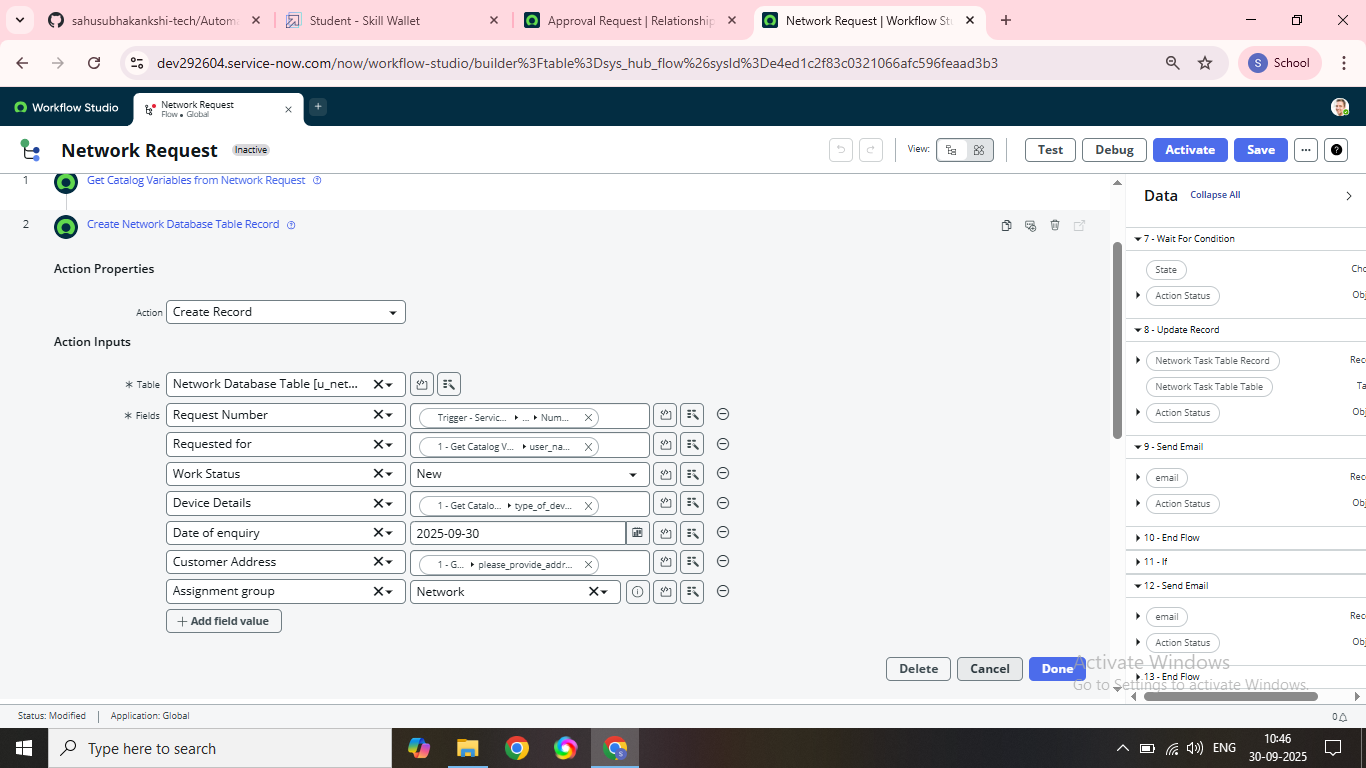 sahusubhakankshi-tech/Autom
Student - Skill Wallet
Approval Request | Relationship
Network Request | Workflow St
dev292604.service-now.com/now/workflow-studio/builder%3Ftable%3Dsys_hub_flow%26sysId%3De4ed1c2f83c0321066afc596feaad3b3
S School
Workflow Studio
Network Request
Flow • Global
Network Request Inactive
View:
Test
Debug
Activate
Save
1 Get Catalog Variables from Network Request
2 Create Network Database Table Record
Action Properties
Action Create Record
Action Inputs
* Table Network Database Table [u_net...
* Fields Request Number Trigger - Servic... ▸ ... ▸ Num...
Requested for 1 - Get Catalog V... ▸ user_na...
Work Status New
Device Details 1 - Get Catalo... ▸ type_of_dev...
Date of enquiry 2025-09-30
Customer Address 1 - G... ▸ please_provide_addr...
Assignment group Network
+ Add field value
Delete Cancel Done
Data Collapse All
7 - Wait For Condition
State Cho
Action Status Obj
8 - Update Record
Network Task Table Record Rec
Network Task Table Table Ta
Action Status Obj
9 - Send Email
email Rec
Action Status Obj
10 - End Flow
11 - If
12 - Send Email
email Rec
Action Status Obj
13 - End Flow
Activate Windows
Go to Settings to activate Windows.
Status: Modified | Application: Global 0
Type here to search
ENG
10:46
30-09-2025